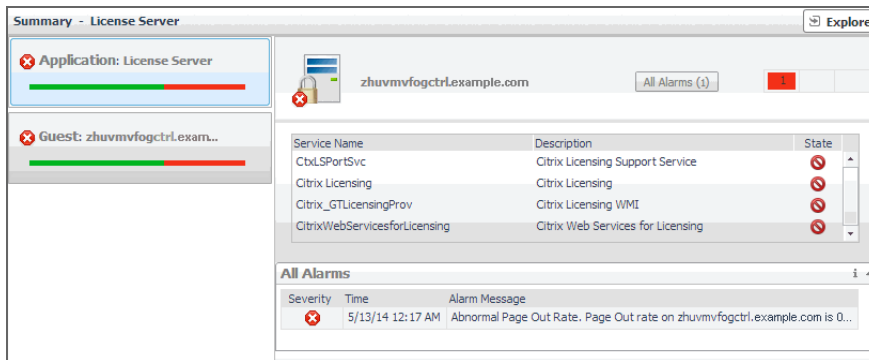 Summary - License Server
Explore
Application: License Server
Guest: zhuvmvfogctrl.exam...
zhuvmvfogctrl.example.com
All Alarms (1)
1
Service Name Description State
CtxLSPortSvc Citrix Licensing Support Service
Citrix Licensing Citrix Licensing
Citrix_GTLicensingProv Citrix Licensing WMI
CitrixWebServicesforLicensing Citrix Web Services for Licensing
All Alarms
Severity Time Alarm Message
5/13/14 12:17 AM Abnormal Page Out Rate. Page Out rate on zhuvmvfogctrl.example.com is 0...